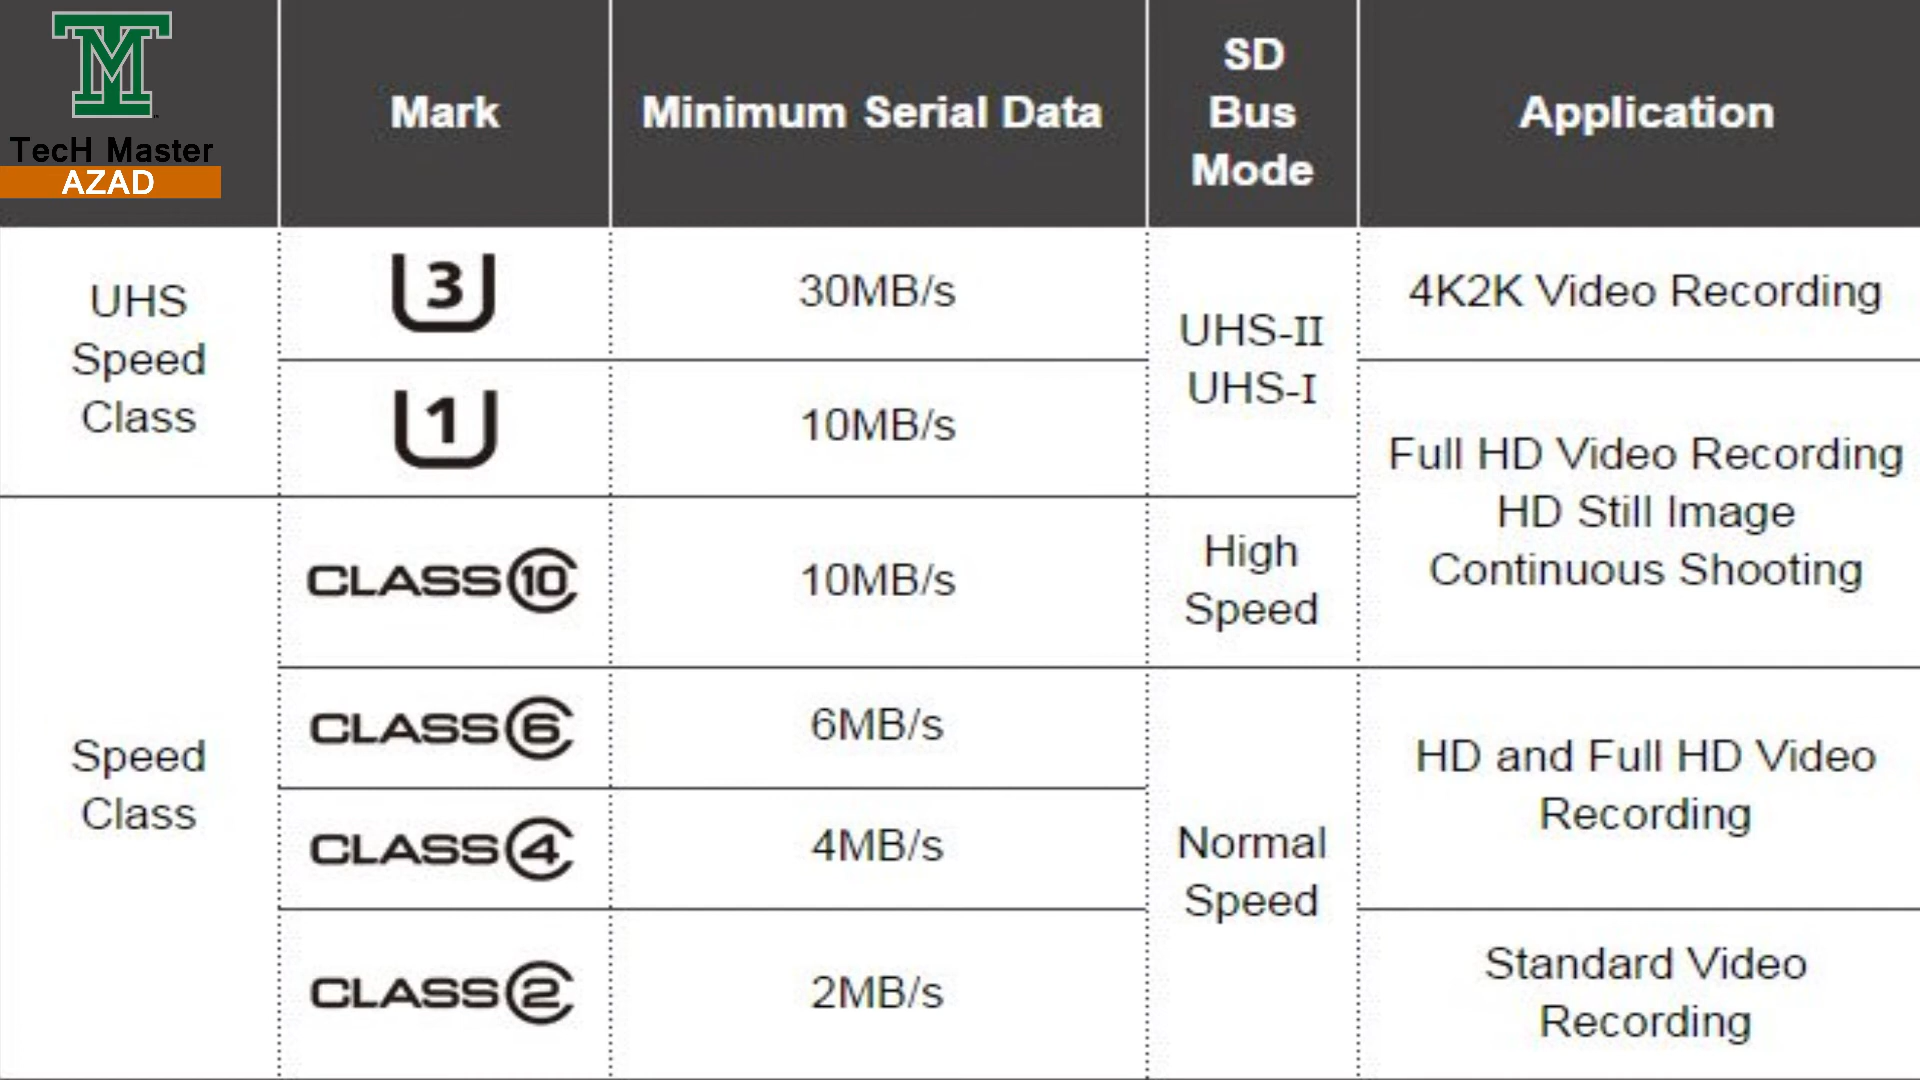 TM
TecH Master
AZAD
Mark
Minimum Serial Data
SD
Bus
Mode
Application
UHS
Speed
Class
3
30MB/s
UHS-II
UHS-I
4K2K Video Recording
1
10MB/s
Full HD Video Recording
HD Still Image
Continuous Shooting
Speed
Class
CLASS 10
10MB/s
High
Speed
CLASS 6
6MB/s
Normal
Speed
HD and Full HD Video
Recording
CLASS 4
4MB/s
CLASS 2
2MB/s
Standard Video
Recording